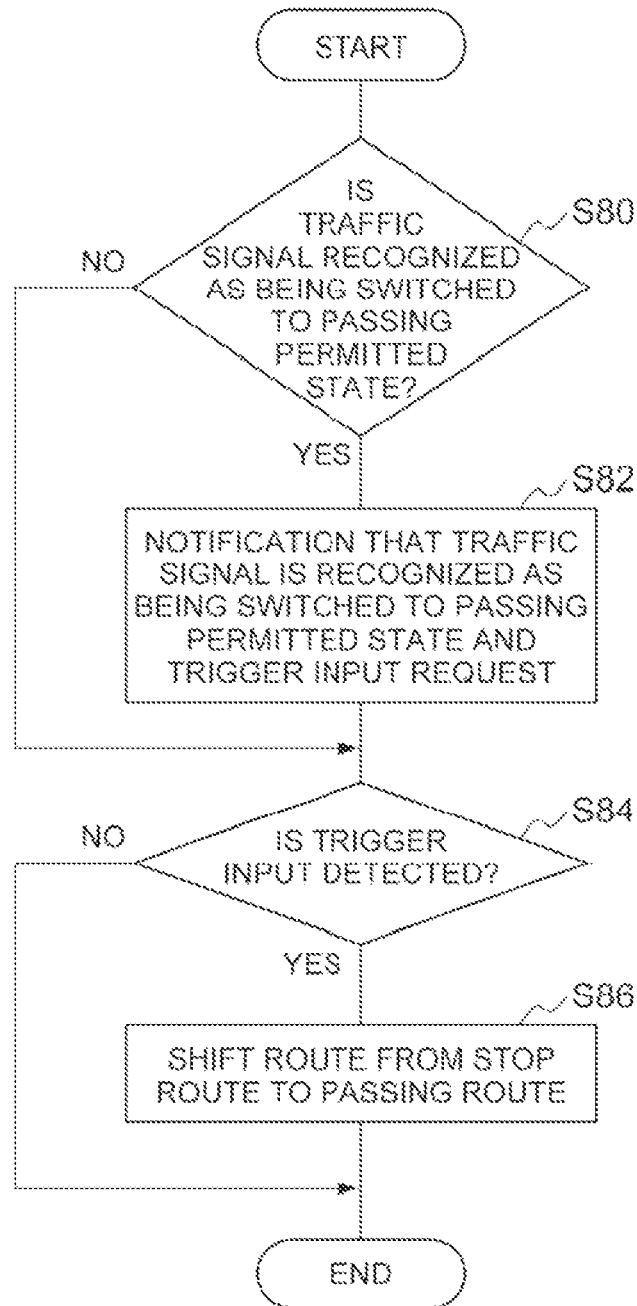 START
IS
TRAFFIC
SIGNAL RECOGNIZED
AS BEING SWITCHED
TO PASSING
PERMITTED
STATE?
S80
NO
YES
S82
NOTIFICATION THAT TRAFFIC
SIGNAL IS RECOGNIZED AS
BEING SWITCHED TO PASSING
PERMITTED STATE AND
TRIGGER INPUT REQUEST
S84
NO
IS TRIGGER
INPUT DETECTED?
YES
S86
SHIFT ROUTE FROM STOP
ROUTE TO PASSING ROUTE
END